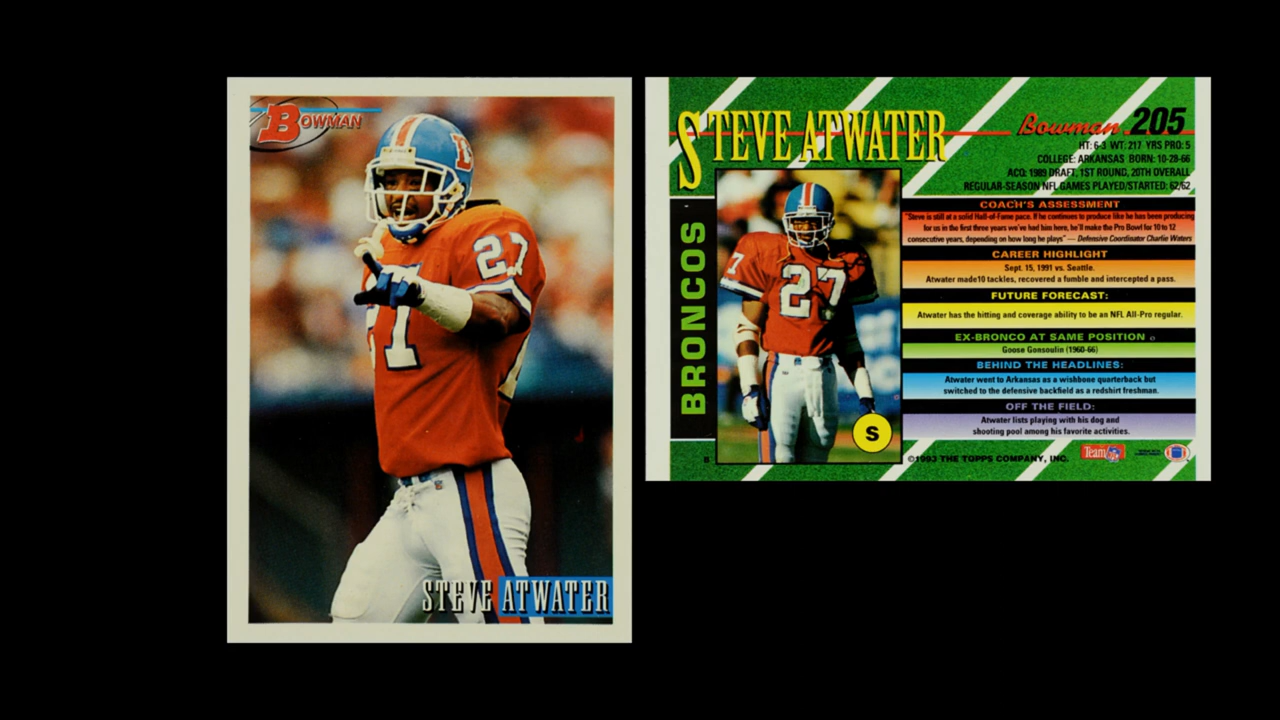 BOWMAN
27
27
STEVE ATWATER
STEVE ATWATER
Bowman 205
HT: 6-3 WT: 217 YRS PRO: 5
COLLEGE: ARKANSAS BORN: 10-28-66
ACQ: 1989 DRAFT, 1ST ROUND, 20TH OVERALL
REGULAR-SEASON NFL GAMES PLAYED/STARTED: 62/62
BRONCOS
7
27
S
COACH'S ASSESSMENT
"Steve is still at a solid Hall-of-Fame pace. If he continues to produce like he has been producing
for us in the first three years we've had him here, he'll make the Pro Bowl for 10 to 12
consecutive years, depending on how long he plays" — Defensive Coordinator Charlie Waters
CAREER HIGHLIGHT
Sept. 15, 1991 vs. Seattle.
Atwater made10 tackles, recovered a fumble and intercepted a pass.
FUTURE FORECAST:
Atwater has the hitting and coverage ability to be an NFL All-Pro regular.
EX-BRONCO AT SAME POSITION
Goose Gonsoulin (1960-66)
BEHIND THE HEADLINES:
Atwater went to Arkansas as a wishbone quarterback but
switched to the defensive backfield as a redshirt freshman.
OFF THE FIELD:
Atwater lists playing with his dog and
shooting pool among his favorite activities.
©1993 THE TOPPS COMPANY, INC.
Team NFL